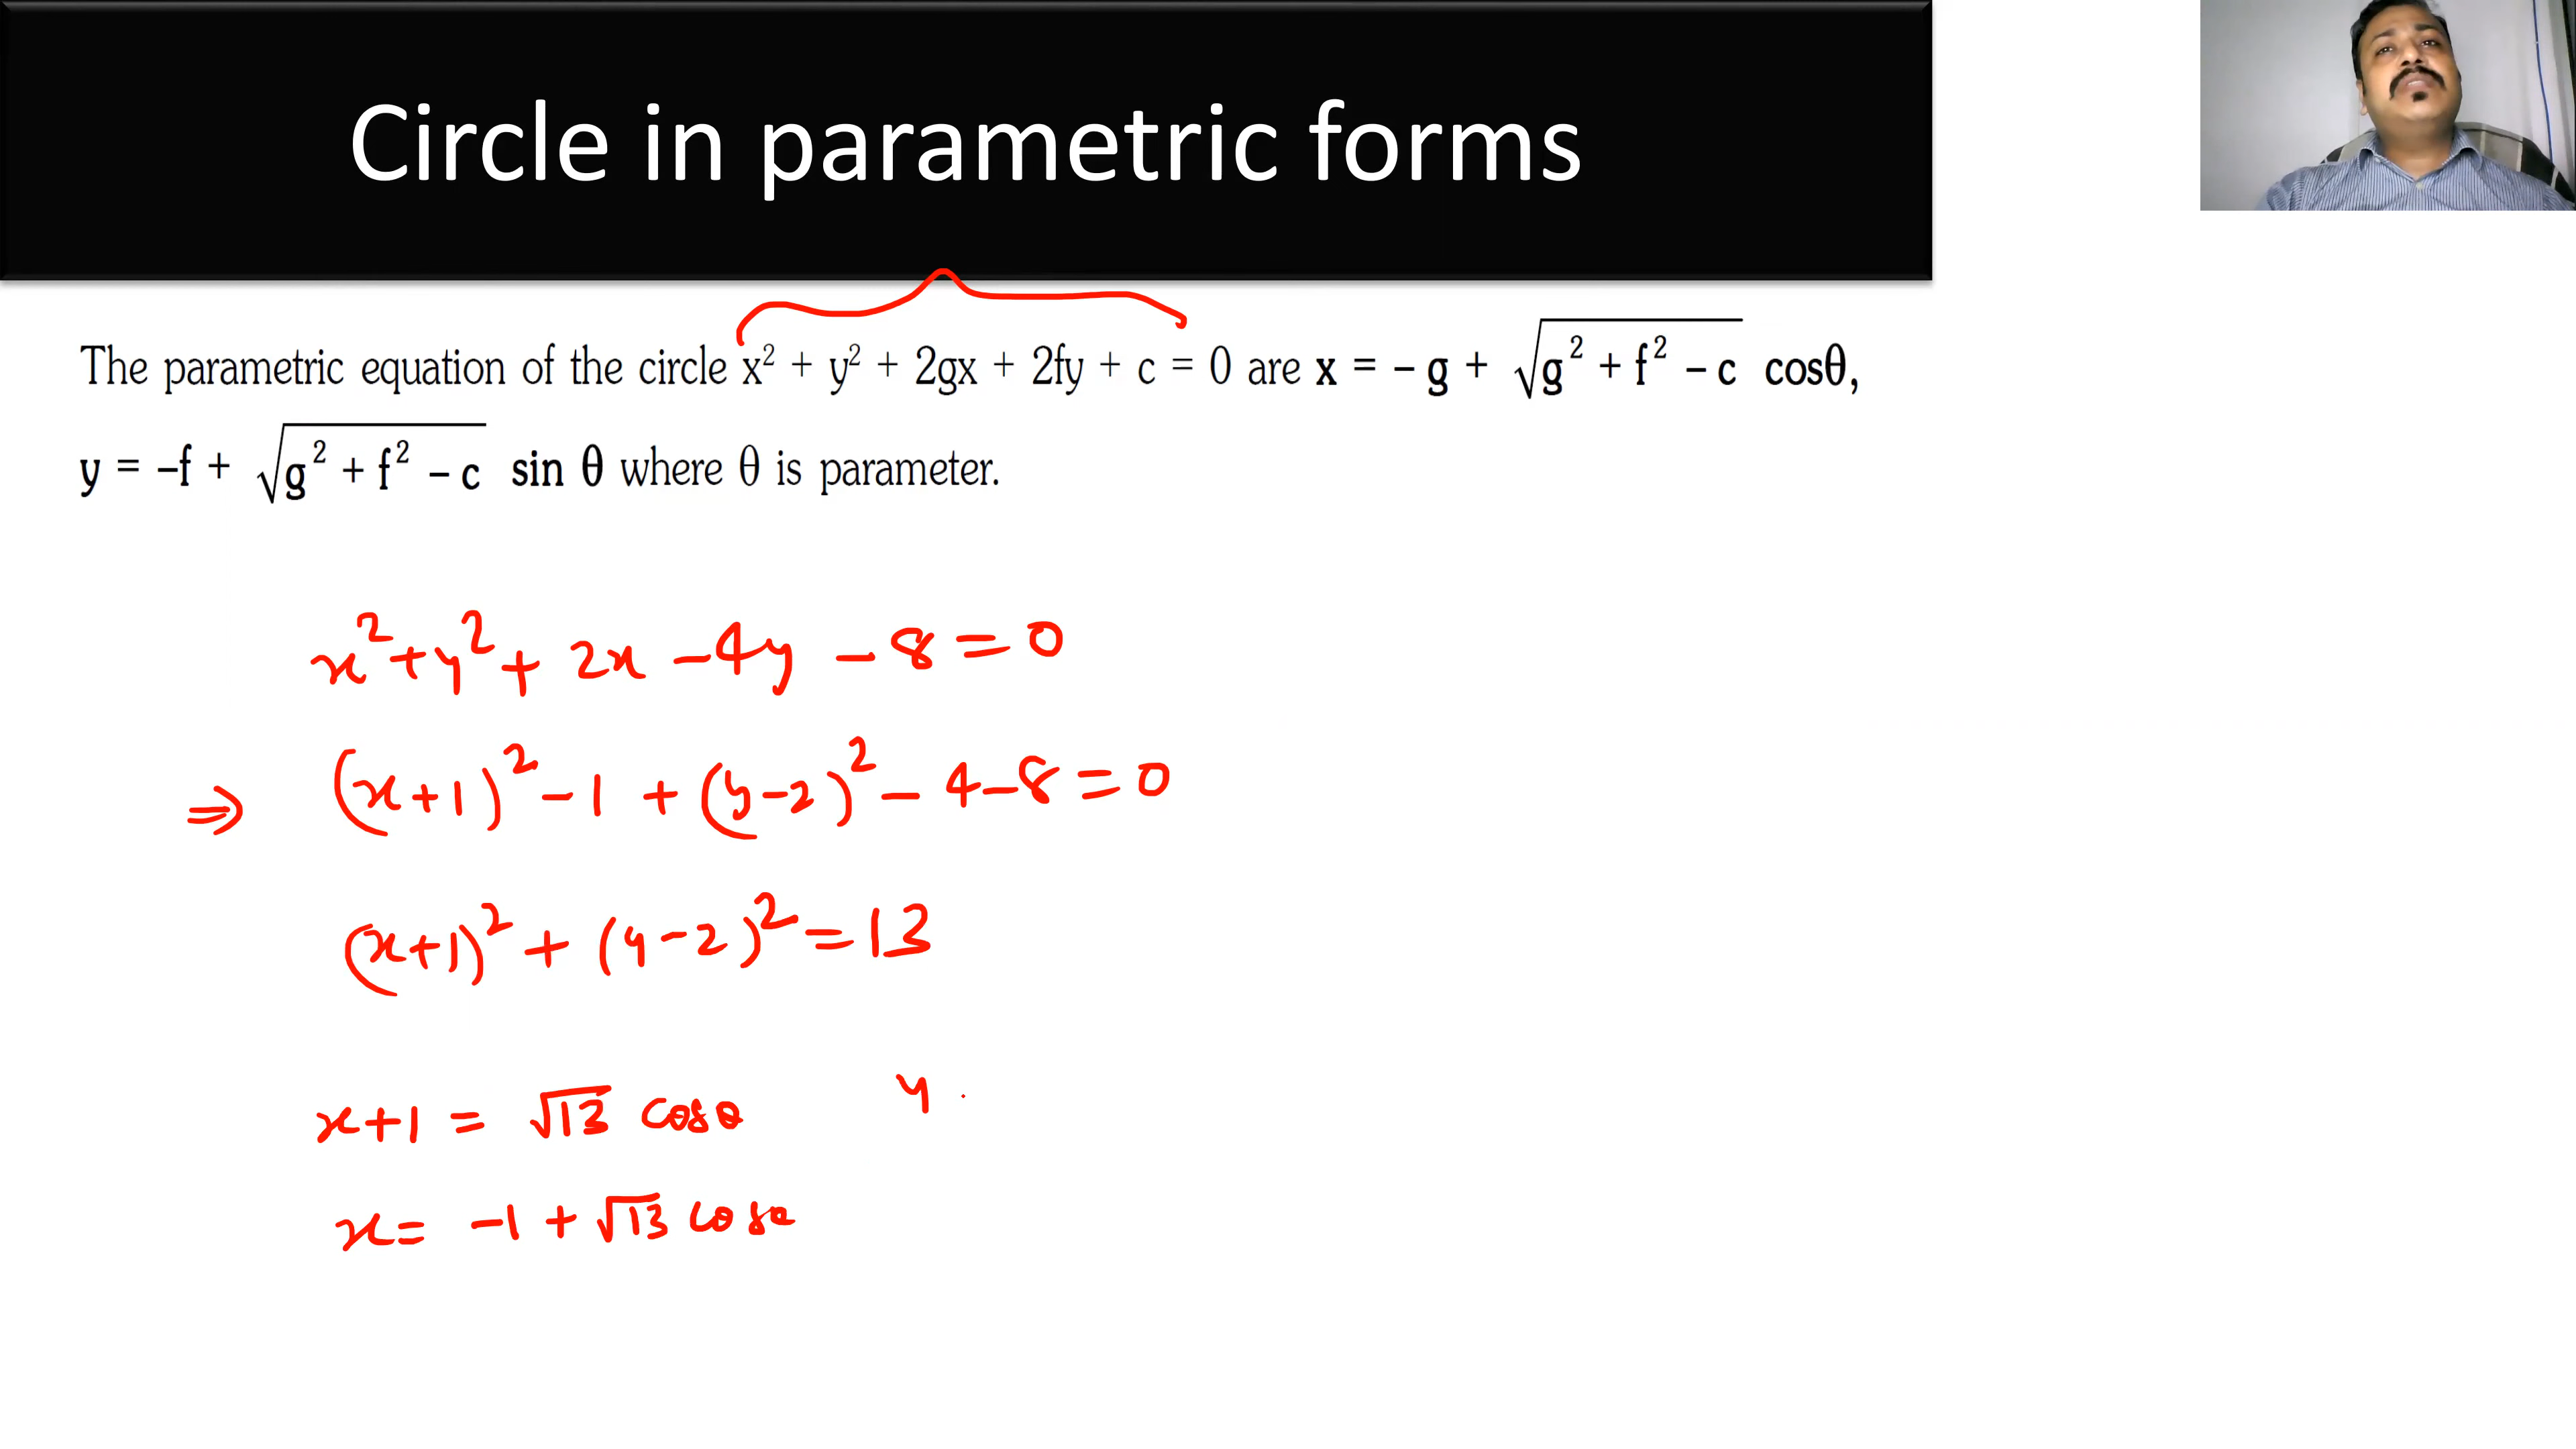 Circle in parametric forms
The parametric equation of the circle x² + y² + 2gx + 2fy + c = 0 are x = – g + √(g² + f² – c) cosθ,
y = –f + √(g² + f² – c) sin θ where θ is parameter.
x² + y² + 2x – 4y – 8 = 0
⇒ (x+1)² – 1 + (y–2)² – 4 – 8 = 0
(x+1)² + (y–2)² = 13
x+1 = √13 cosθ y
x = –1 + √13 cosθ